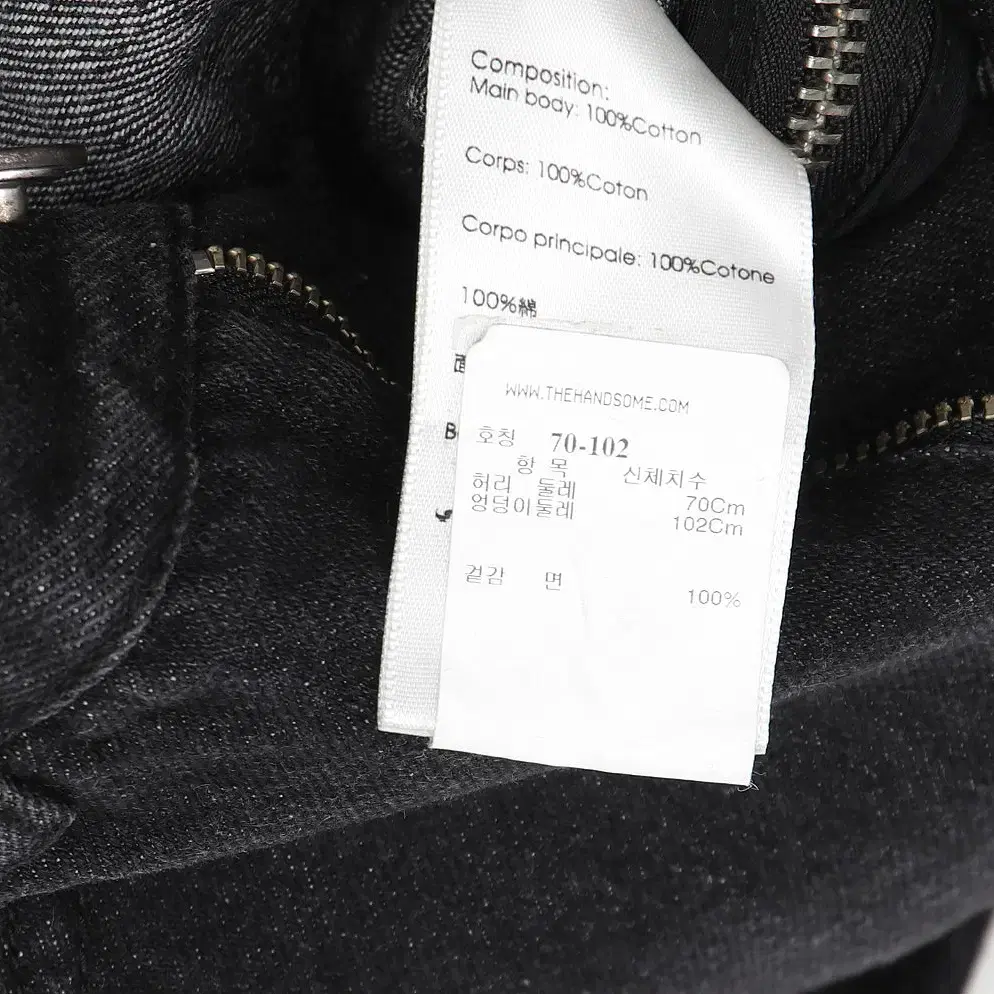 Composition:
Main body: 100%Cotton
Corps: 100%Coton
Corpo principale: 100%Cotone
100%綿
WWW.THEHANDSOME.COM
호칭 70-102
항 목 신체치수
허리 둘레 70Cm
엉덩이둘레 102Cm
겉감 면 100%